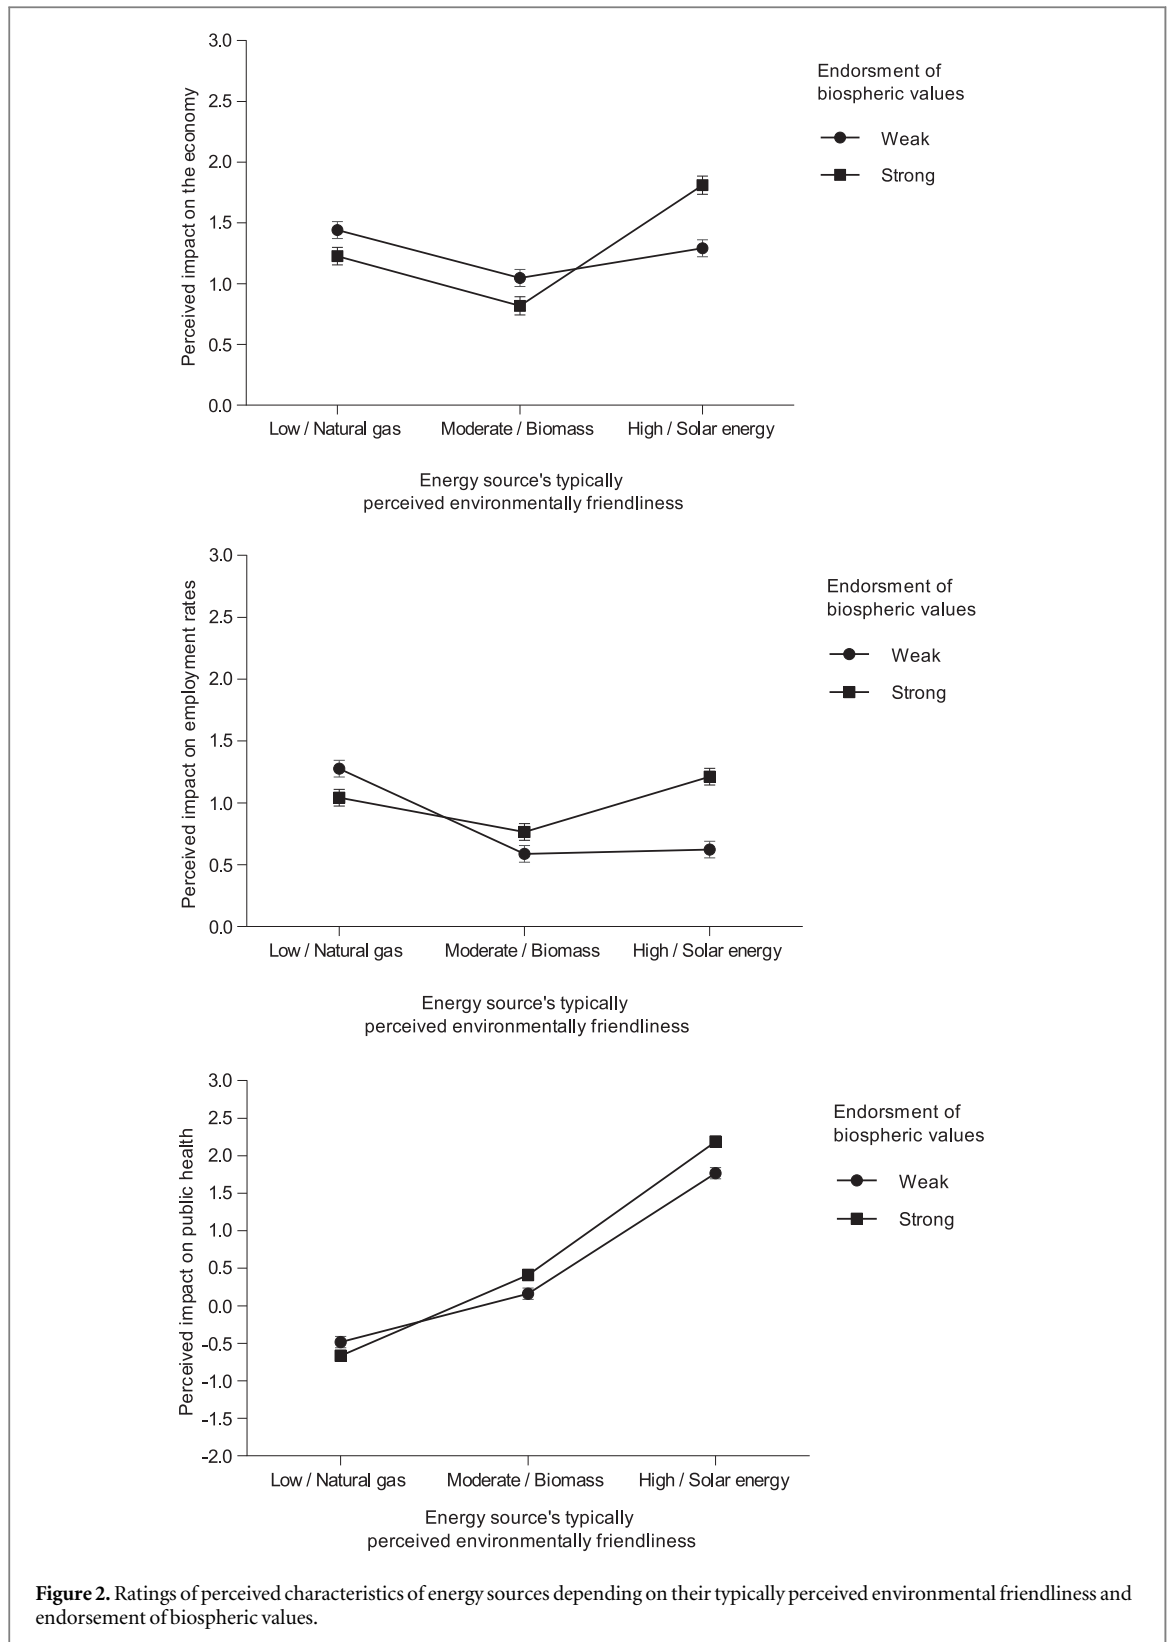 3.0
2.5
2.0
1.5
1.0
0.5
0.0
Perceived impact on the economy
Low / Natural gas Moderate / Biomass High / Solar energy
Energy source's typically
perceived environmentally friendliness
Endorsment of
biospheric values
Weak
Strong
3.0
2.5
2.0
1.5
1.0
0.5
0.0
Perceived impact on employment rates
Low / Natural gas Moderate / Biomass High / Solar energy
Energy source's typically
perceived environmentally friendliness
Endorsment of
biospheric values
Weak
Strong
3.0
2.5
2.0
1.5
1.0
0.5
0.0
-0.5
-1.0
-1.5
-2.0
Perceived impact on public health
Low / Natural gas Moderate / Biomass High / Solar energy
Energy source's typically
perceived environmentally friendliness
Endorsment of
biospheric values
Weak
Strong
Figure 2. Ratings of perceived characteristics of energy sources depending on their typically perceived environmental friendliness and
endorsement of biospheric values.